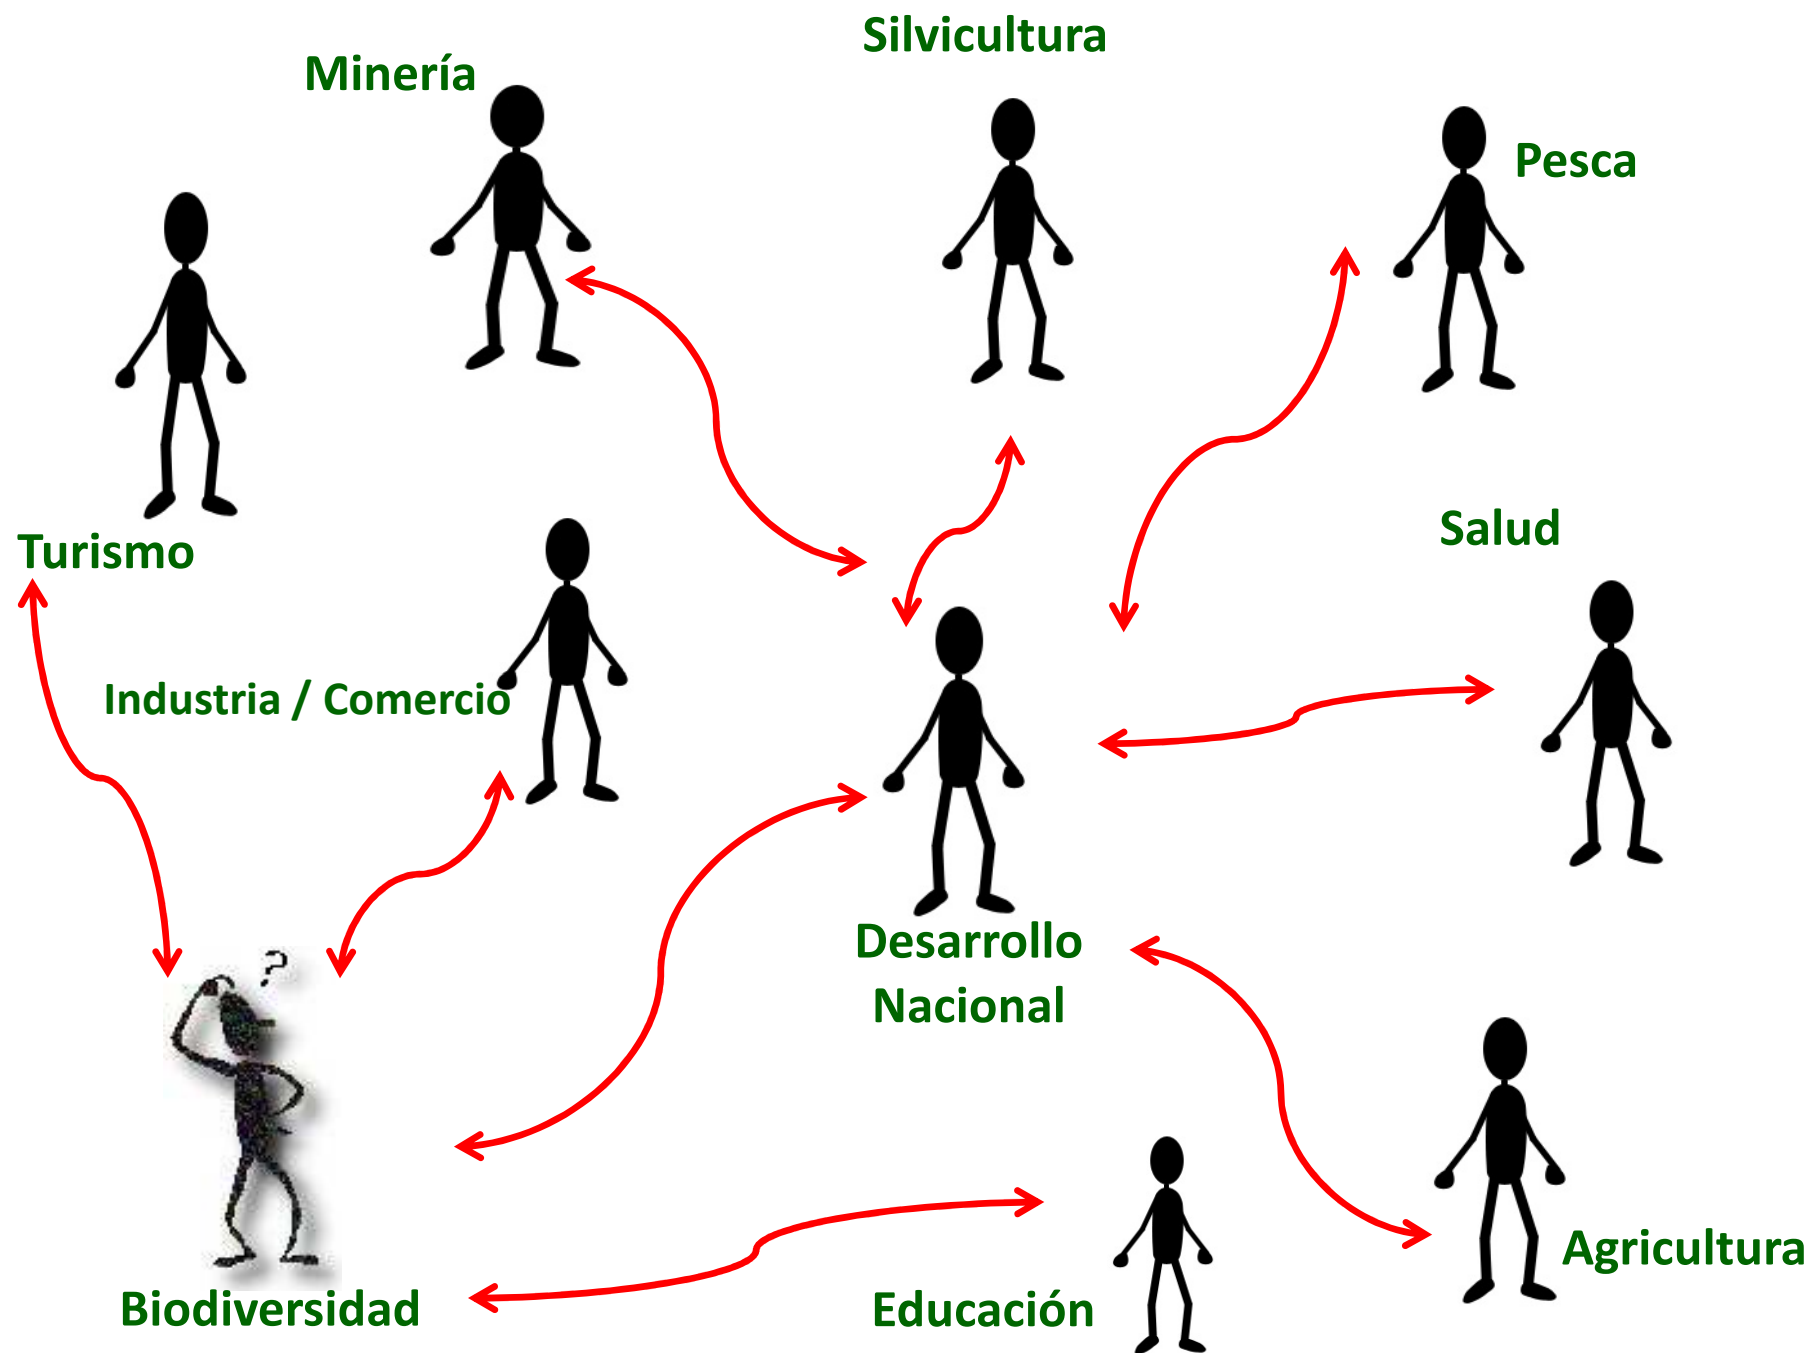 Silvicultura
Minería
Pesca
Salud
Turismo
Industria / Comercio
Desarrollo
Nacional
?
Agricultura
Biodiversidad
Educación